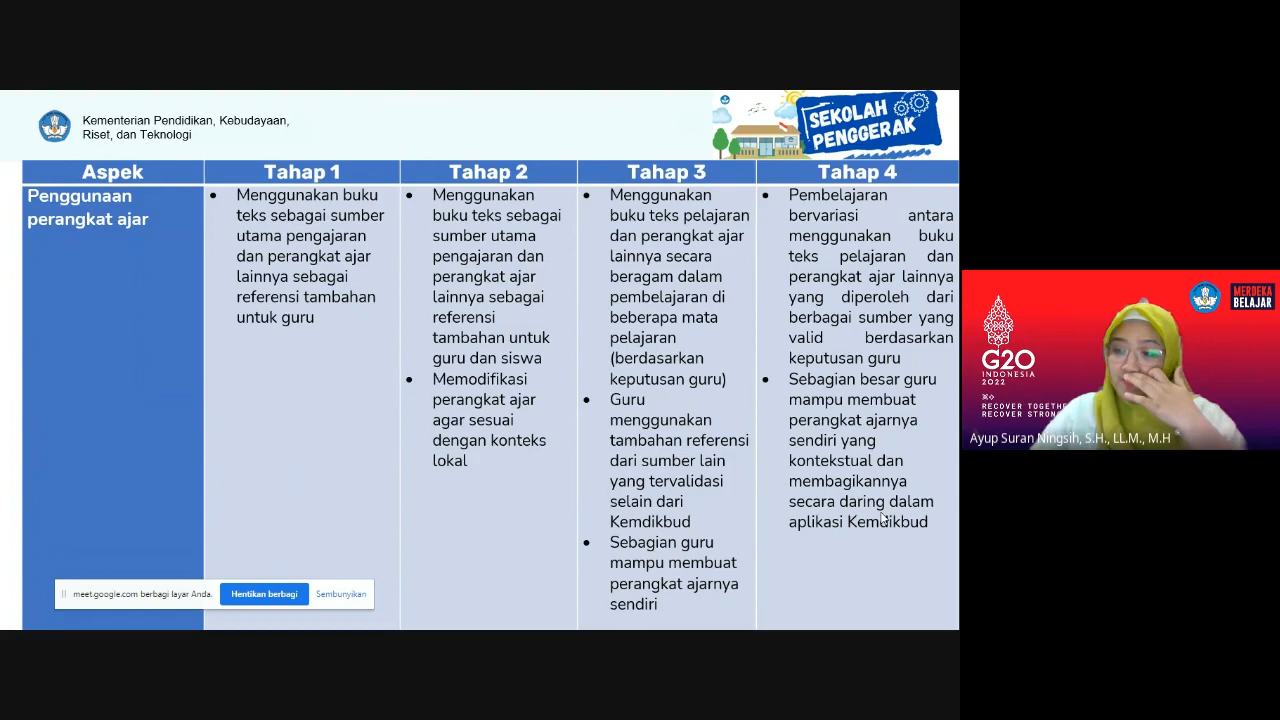 Kementerian Pendidikan, Kebudayaan,
Riset, dan Teknologi
SEKOLAH
PENGGERAK
Aspek
Tahap 1
Tahap 2
Tahap 3
Tahap 4
Penggunaan
perangkat ajar
• Menggunakan buku
teks sebagai sumber
utama pengajaran
dan perangkat ajar
lainnya sebagai
referensi tambahan
untuk guru
• Menggunakan
buku teks sebagai
sumber utama
pengajaran dan
perangkat ajar
lainnya sebagai
referensi
tambahan untuk
guru dan siswa
• Memodifikasi
perangkat ajar
agar sesuai
dengan konteks
lokal
• Menggunakan
buku teks pelajaran
dan perangkat ajar
lainnya secara
beragam dalam
pembelajaran di
beberapa mata
pelajaran
(berdasarkan
keputusan guru)
• Guru
menggunakan
tambahan referensi
dari sumber lain
yang tervalidasi
selain dari
Kemdikbud
• Sebagian guru
mampu membuat
perangkat ajarnya
sendiri
• Pembelajaran
bervariasi antara
menggunakan buku
teks pelajaran dan
perangkat ajar lainnya
yang diperoleh dari
berbagai sumber yang
valid berdasarkan
keputusan guru
• Sebagian besar guru
mampu membuat
perangkat ajarnya
sendiri yang
kontekstual dan
membagikannya
secara daring dalam
aplikasi Kemdikbud
meet.google.com berbagi layar Anda.
Hentikan berbagi
Sembunyikan
MERDEKA
BELAJAR
G20
INDONESIA
2022
RECOVER TOGETHE
RECOVER STRON
Ayup Suran Ningsih, S.H., LL.M., M.H